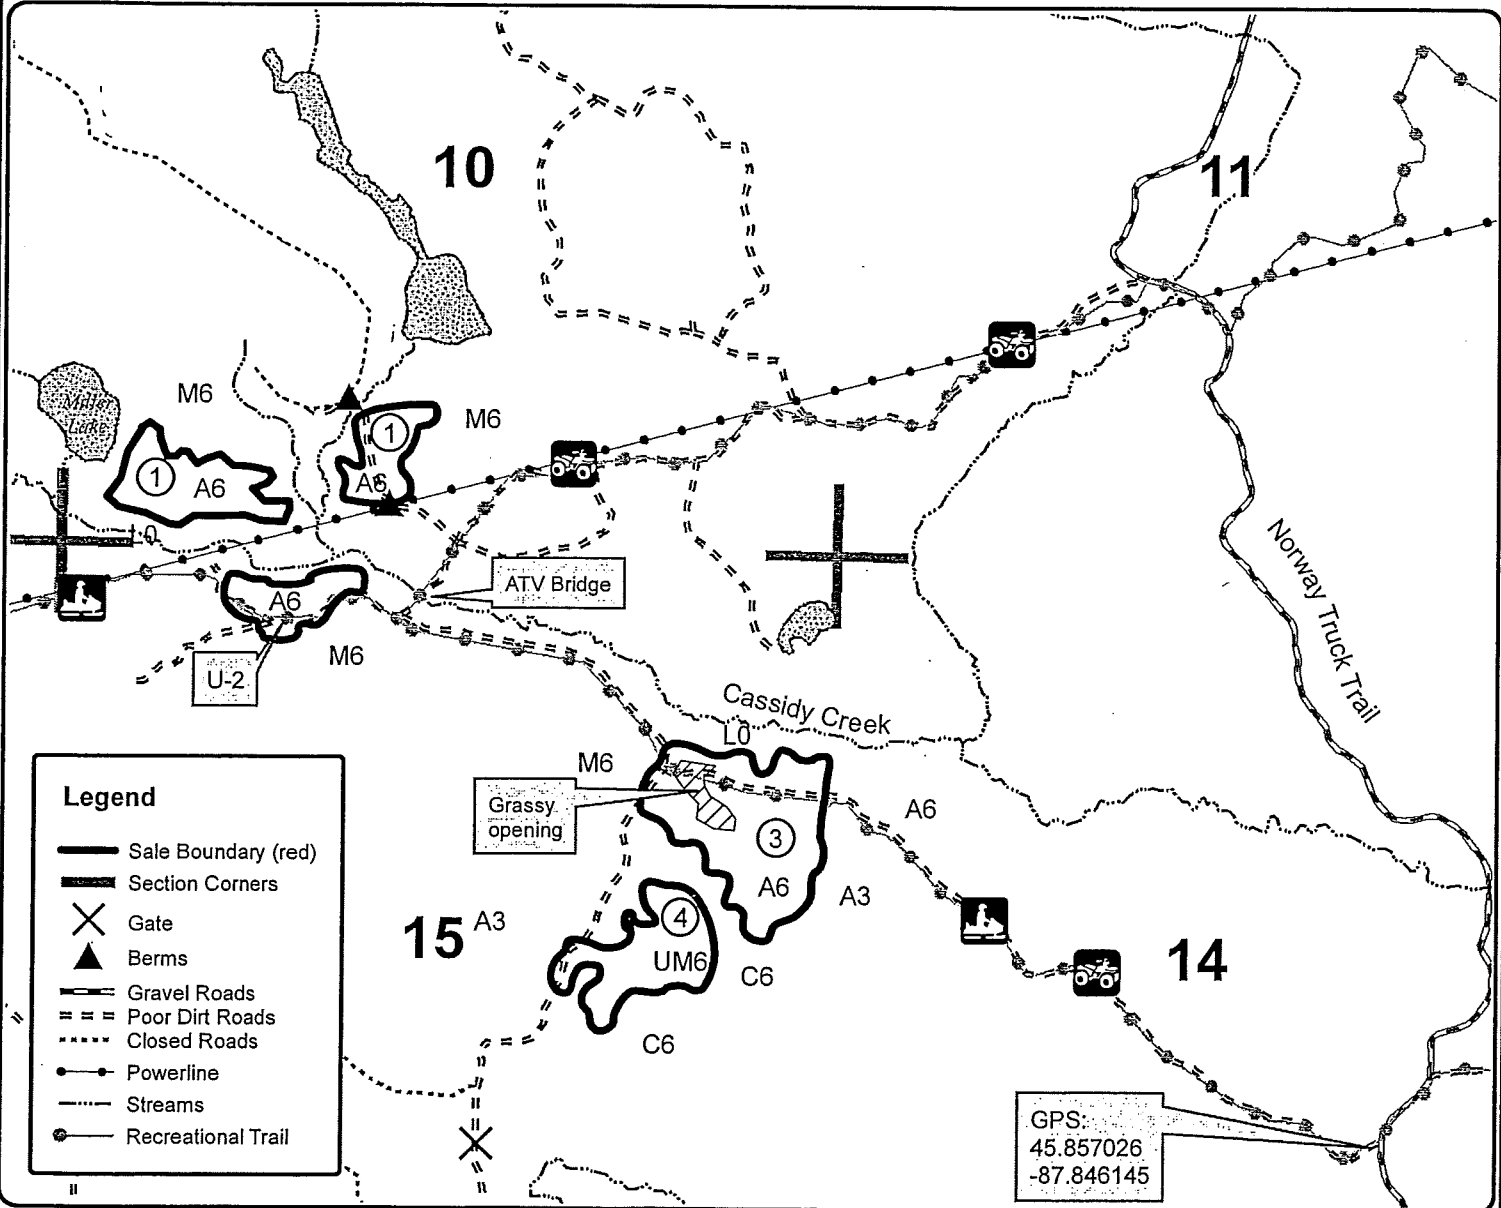 10
11
M6
M6
Miller
Lake
1
A6
1
A6
L0
ATV Bridge
A6
M6
U-2
Norway Truck Trail
Cassidy Creek
L0
M6
Grassy
opening
3
A6
A6
A3
4
UM6
C6
C6
15
A3
14
Legend
Sale Boundary (red)
Section Corners
Gate
Berms
Gravel Roads
Poor Dirt Roads
Closed Roads
Powerline
Streams
Recreational Trail
GPS:
45.857026
-87.846145